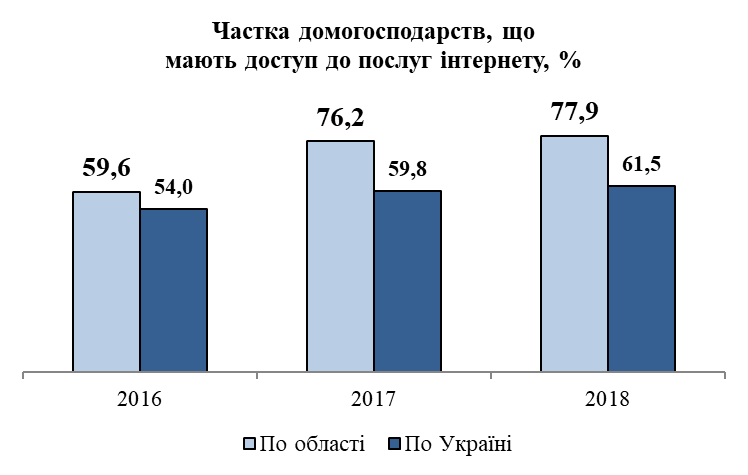 Частка домогосподарств, що
мають доступ до послуг інтернету, %
59,6
54,0
76,2
59,8
77,9
61,5
2016
2017
2018
По області
По Україні